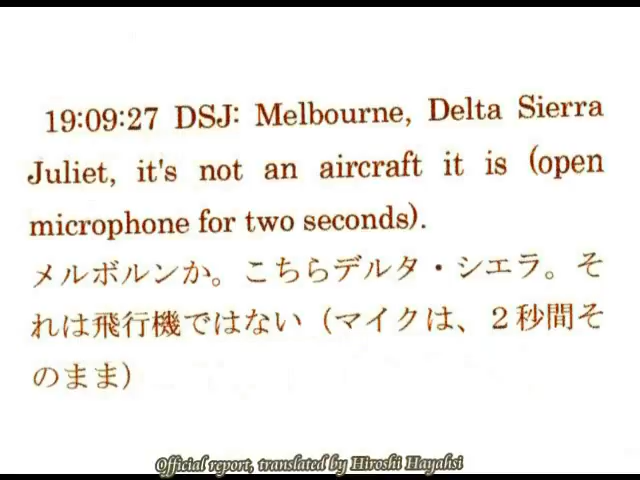 19:09:27 DSJ: Melbourne, Delta Sierra
Juliet, it's not an aircraft it is (open
microphone for two seconds).
メルボルンか。こちらデルタ・シエラ。そ
れは飛行機ではない（マイクは、２秒間そ
のまま）
Official report, translated by Hiroshi Hayahsi